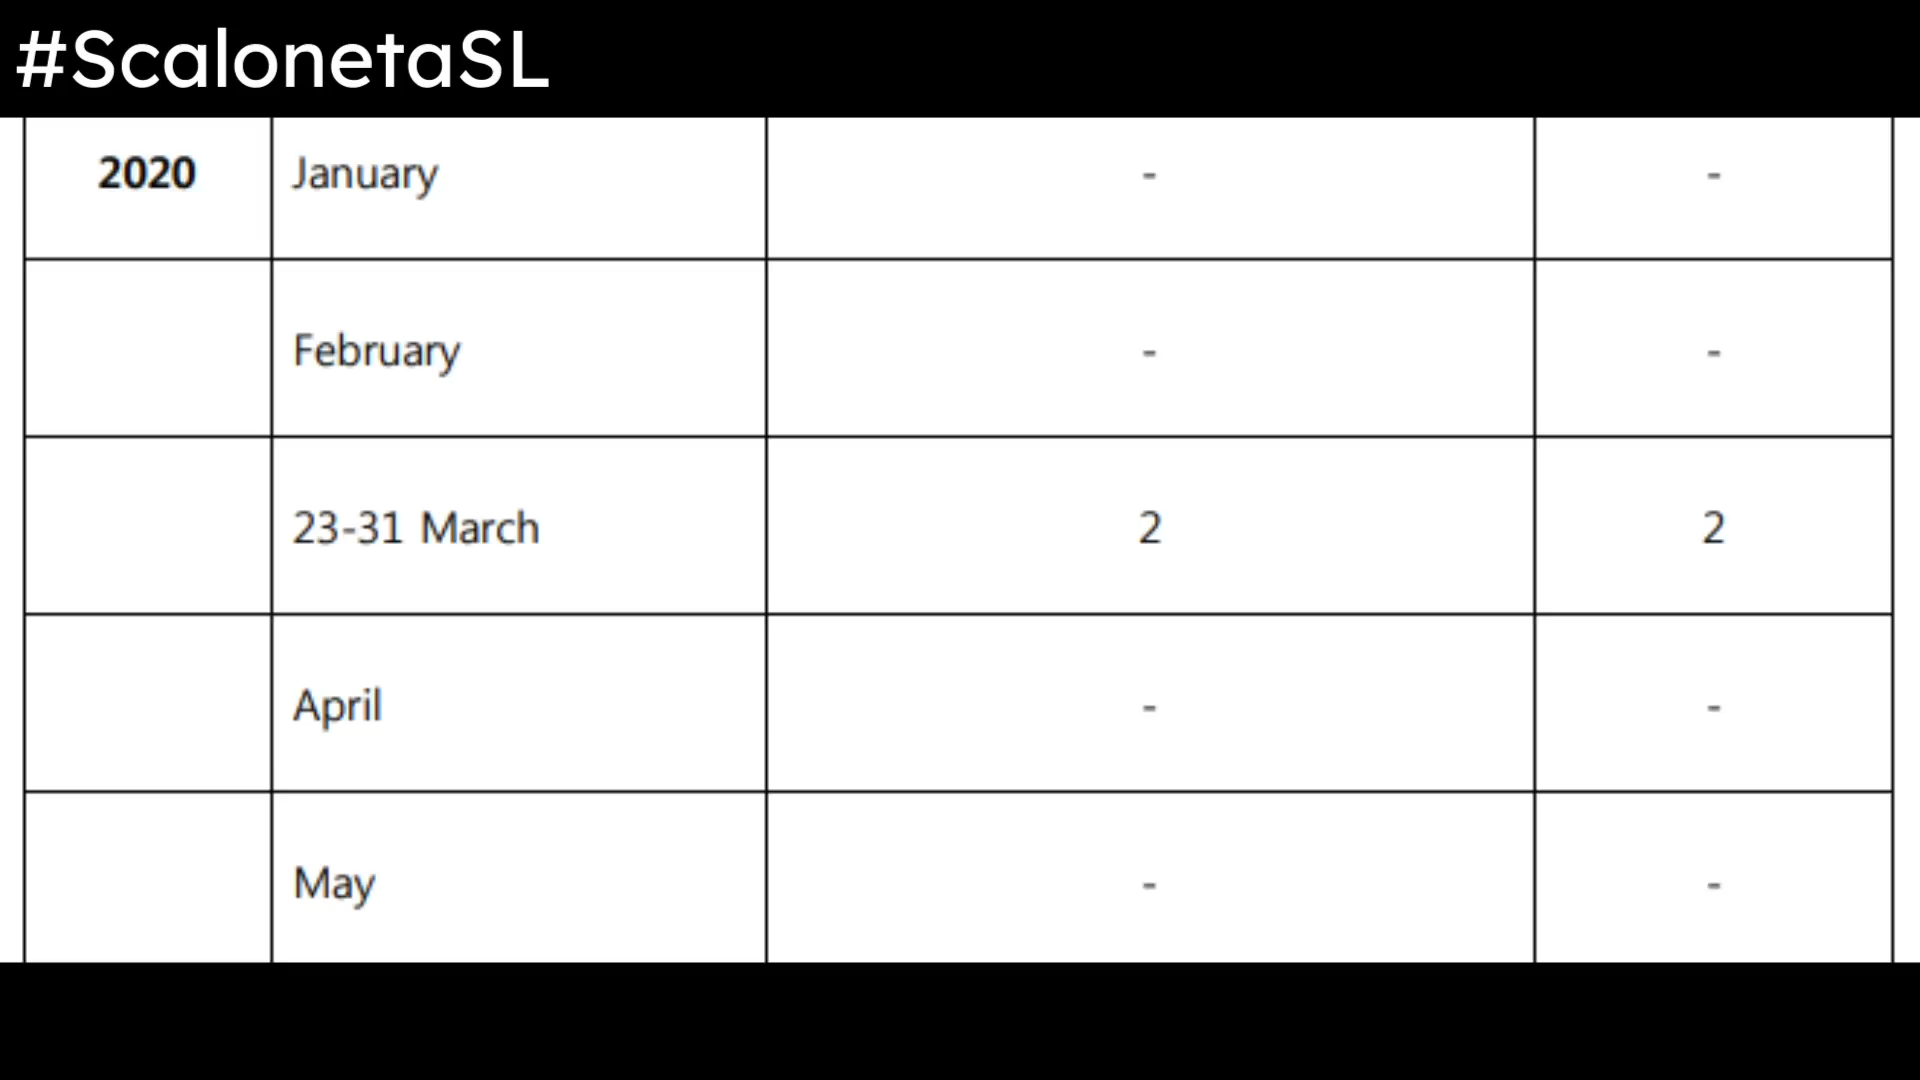 #ScalonetaSL
2020 January - -
February - -
23-31 March 2 2
April - -
May - -